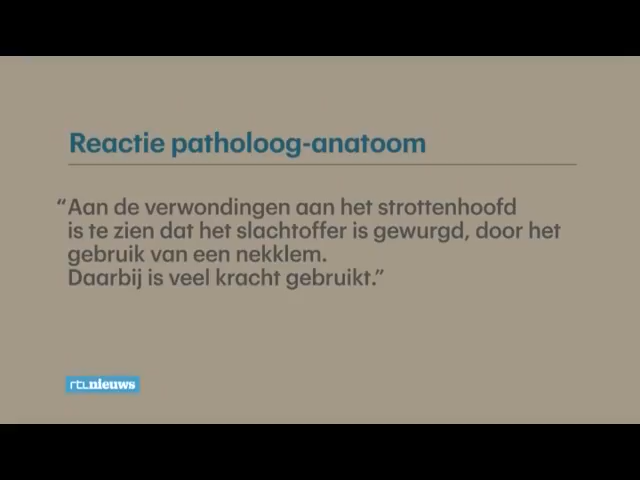 Reactie patholoog-anatoom
“Aan de verwondingen aan het strottenhoofd
is te zien dat het slachtoffer is gewurgd, door het
gebruik van een nekklem.
Daarbij is veel kracht gebruikt.”
rtlnieuws